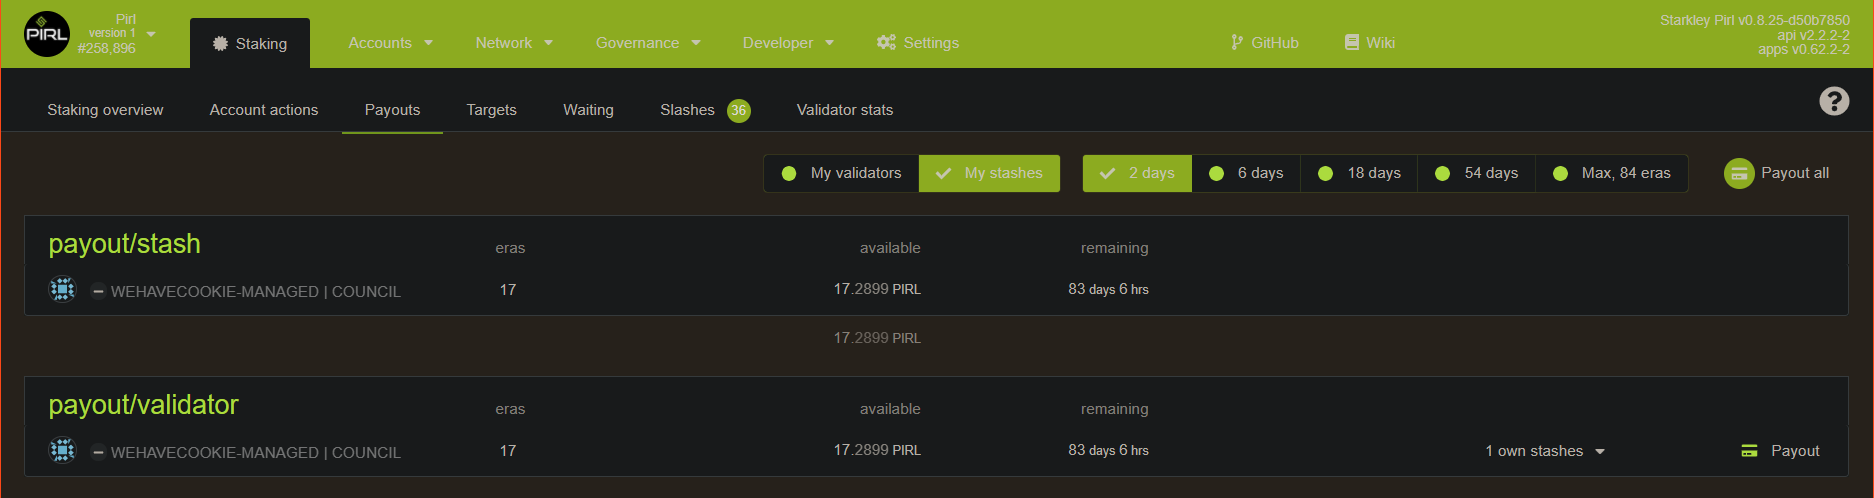 PIRL
Pirl
version 1
#258,896
Staking
Accounts
Network
Governance
Developer
Settings
GitHub
Wiki
Starkley Pirl v0.8.25-d50b7850
api v2.2.2-2
apps v0.62.2-2
Staking overview
Account actions
Payouts
Targets
Waiting
Slashes 36
Validator stats
?
My validators
My stashes
2 days
6 days
18 days
54 days
Max, 84 eras
Payout all
payout/stash eras available remaining
WEHAVECOOKIE-MANAGED | COUNCIL 17 17.2899 PIRL 83 days 6 hrs
17.2899 PIRL
payout/validator eras available remaining
WEHAVECOOKIE-MANAGED | COUNCIL 17 17.2899 PIRL 83 days 6 hrs 1 own stashes Payout